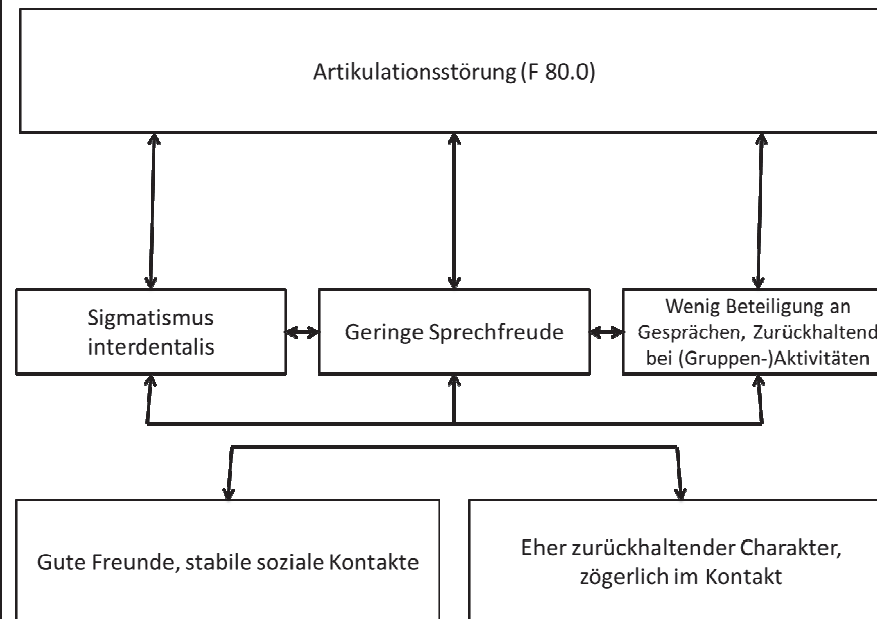 Artikulationsstörung (F 80.0)
Sigmatismus
interdentalis
Geringe Sprechfreude
Wenig Beteiligung an
Gesprächen, Zurückhaltend
bei (Gruppen-)Aktivitäten
Gute Freunde, stabile soziale Kontakte
Eher zurückhaltender Charakter,
zögerlich im Kontakt